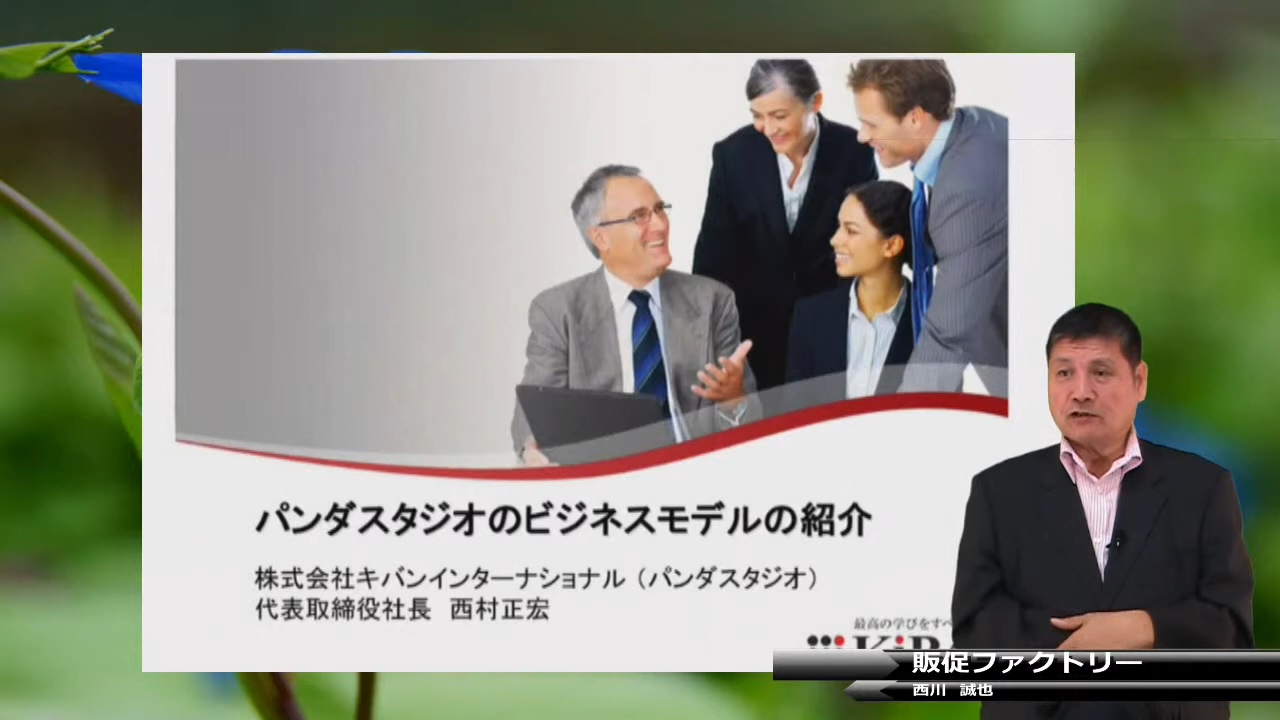 パンダスタジオのビジネスモデルの紹介
株式会社キバンインターナショナル（パンダスタジオ）
代表取締役社長　西村正宏
最高の学びをすべ
KiBA
販促ファクトリー
西川　誠也